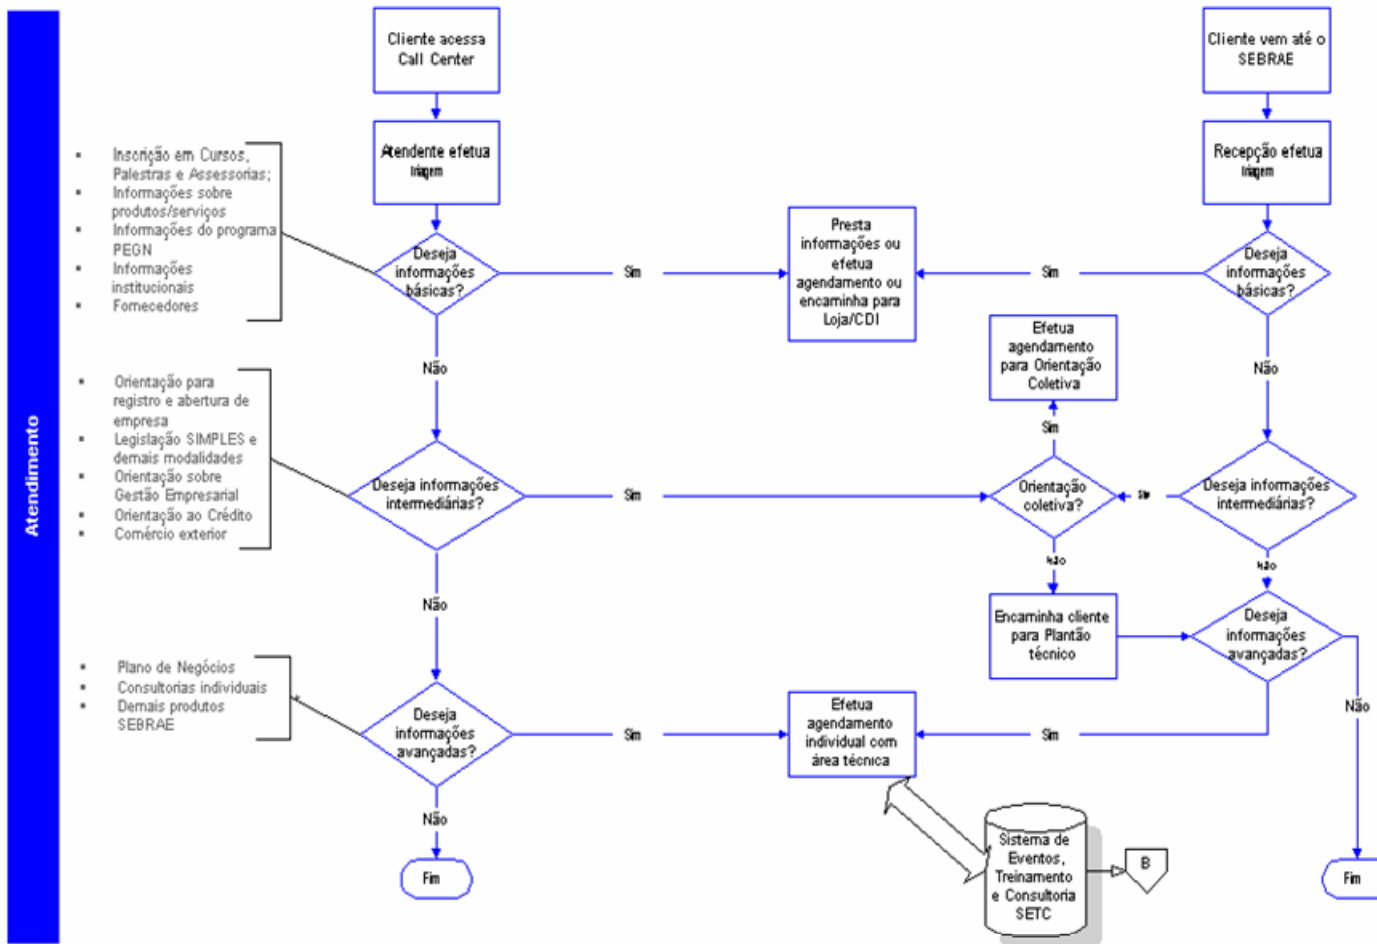 Atendimento
Cliente acessa
Call Center
Cliente vem até o
SEBRAE
Atendente efetua
triagem
Recepção efetua
triagem
▪ Inscrição em Cursos,
Palestras e Assessorias;
▪ Informações sobre
produtos/serviços
▪ Informações do programa
PEGN
▪ Informações
institucionais
▪ Fornecedores
Deseja
informações
básicas?
Sim
Presta
informações ou
efetua
agendamento ou
encaminha para
Loja/CDI
Sim
Deseja
informações
básicas?
Não
Não
Efetua
agendamento
para Orientação
Coletiva
Sim
▪ Orientação para
registro e abertura de
empresa
▪ Legislação SIMPLES e
demais modalidades
▪ Orientação sobre
Gestão Empresarial
▪ Orientação ao Crédito
▪ Comércio exterior
Deseja informações
intermediárias?
Sim
Orientação
coletiva?
Sim
Deseja informações
intermediárias?
Não
Não
Não
Encaminha cliente
para Plantão
técnico
Deseja
informações
avançadas?
▪ Plano de Negócios
▪ Consultorias individuais
▪ Demais produtos
SEBRAE
Deseja
informações
avançadas?
Sim
Efetua
agendamento
individual com
área técnica
Sim
Não
Não
Fim
Sistema de
Eventos,
Treinamento
e Consultoria
SETC
B
Fim